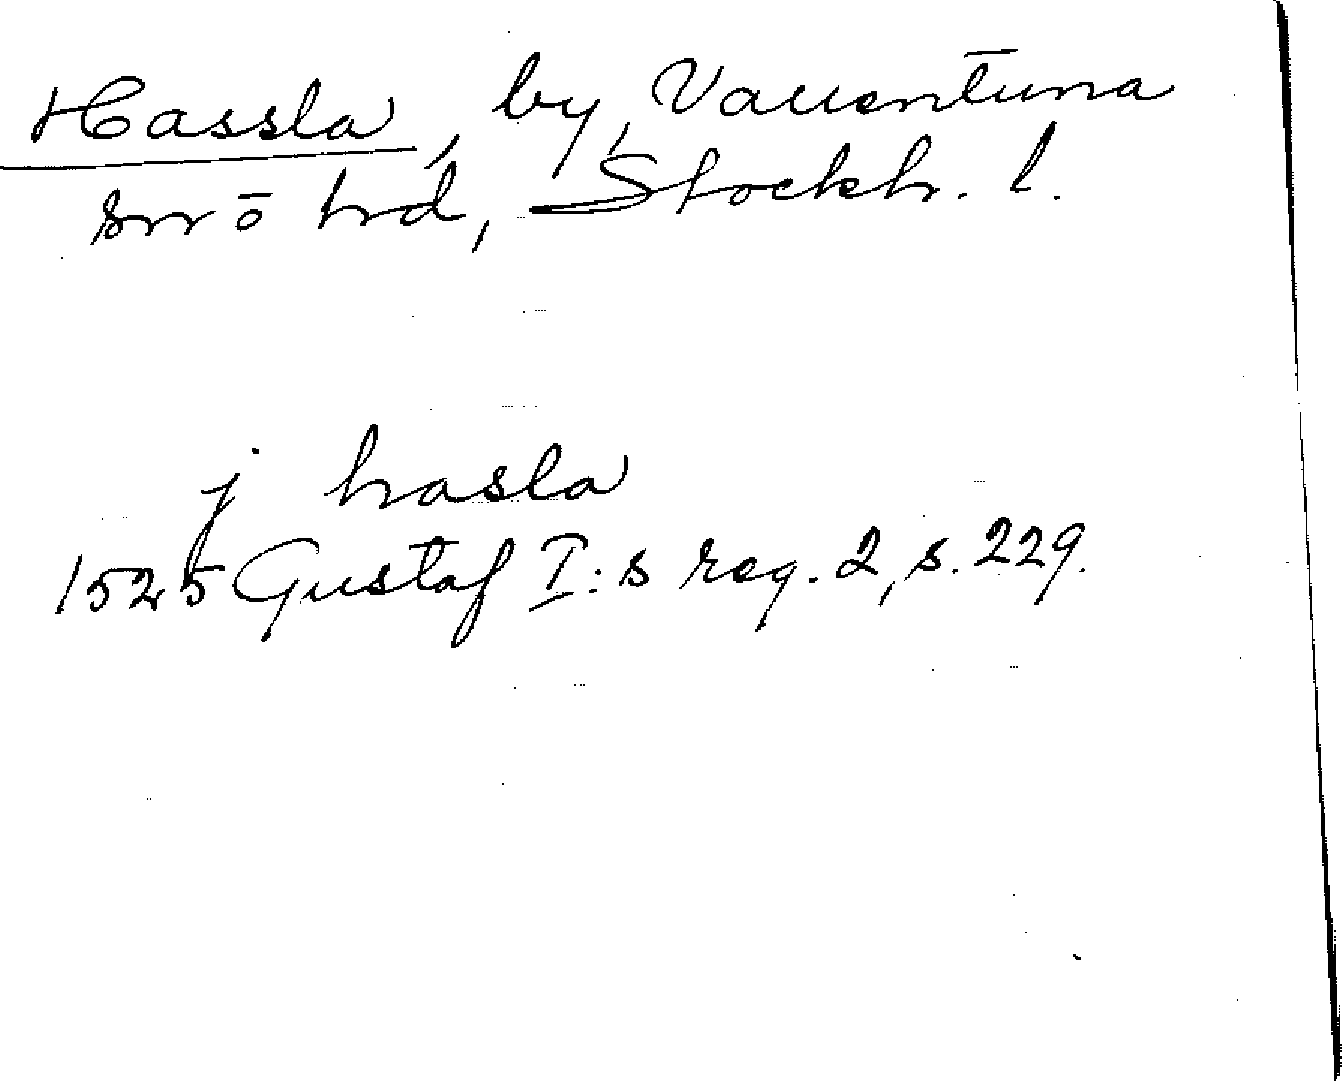 Hassla, by, Vallentuna
sn ō hd, Stockh. l.
j hasla
1525 Gustaf I:s reg. 2, s. 229.